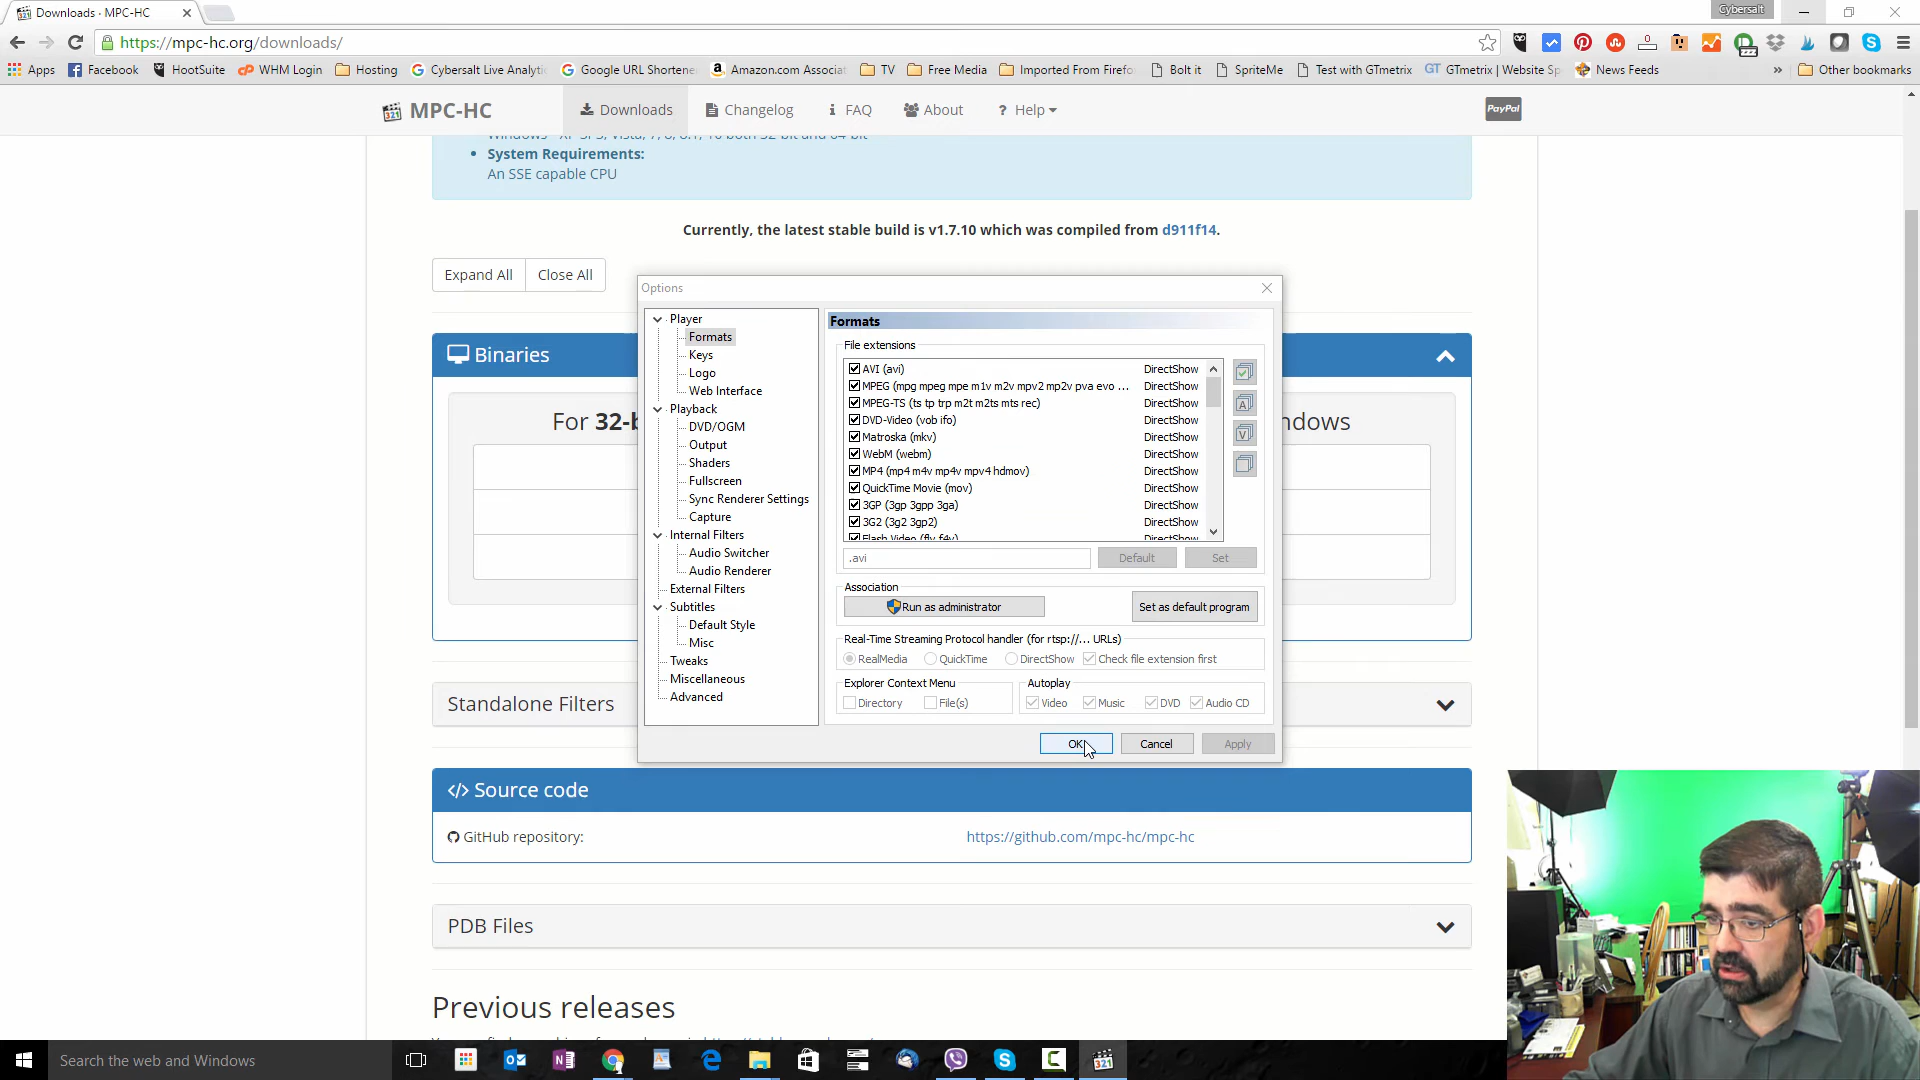 Downloads · MPC-HC
Cybersalt
https://mpc-hc.org/downloads/
Apps
Facebook
HootSuite
WHM Login
Hosting
Cybersalt Live Analyti
Google URL Shortene
Amazon.com Associat
TV
Free Media
Imported From Firefo
Bolt it
SpriteMe
Test with GTmetrix
GTmetrix | Website Sp
News Feeds
» Other bookmarks
MPC-HC
Downloads
Changelog
FAQ
About
? Help
PayPal
System Requirements:
An SSE capable CPU
Currently, the latest stable build is v1.7.10 which was compiled from d911f14.
Expand All
Close All
Binaries
For 32-b
ndows
Options
Player
Formats
Keys
Logo
Web Interface
Playback
DVD/OGM
Output
Shaders
Fullscreen
Sync Renderer Settings
Capture
Internal Filters
Audio Switcher
Audio Renderer
External Filters
Subtitles
Default Style
Misc
Tweaks
Miscellaneous
Advanced
Formats
File extensions
AVI (avi) DirectShow
MPEG (mpg mpeg mpe m1v m2v mpv2 mp2v pva evo ... DirectShow
MPEG-TS (ts tp trp m2t m2ts mts rec) DirectShow
DVD-Video (vob ifo) DirectShow
Matroska (mkv) DirectShow
WebM (webm) DirectShow
MP4 (mp4 m4v mp4v mpv4 hdmov) DirectShow
QuickTime Movie (mov) DirectShow
3GP (3gp 3gpp 3ga) DirectShow
3G2 (3g2 3gp2) DirectShow
Flash Video (flv f4v) DirectShow
A
V
.avi
Default
Set
Association
Run as administrator
Set as default program
Real-Time Streaming Protocol handler (for rtsp://... URLs)
RealMedia QuickTime DirectShow Check file extension first
Explorer Context Menu
Directory File(s)
Autoplay
Video Music DVD Audio CD
OK
Cancel
Apply
Standalone Filters
</> Source code
GitHub repository:
https://github.com/mpc-hc/mpc-hc
PDB Files
Previous releases
Search the web and Windows